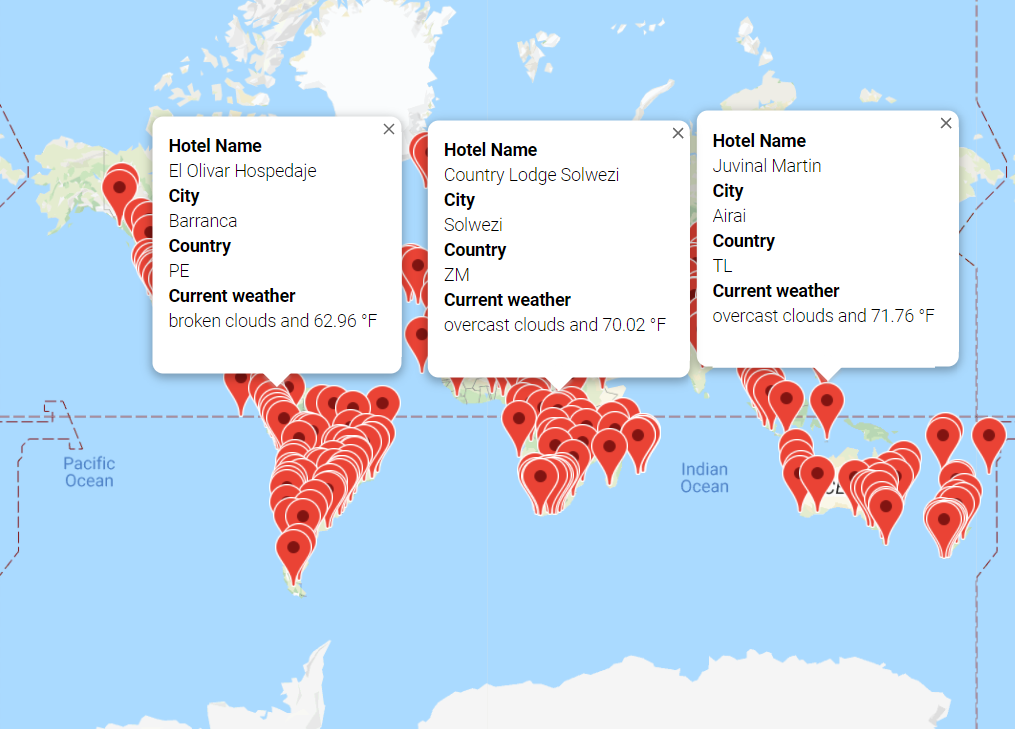 Hotel Name
El Olivar Hospedaje
City
Barranca
Country
PE
Current weather
broken clouds and 62.96 °F
Hotel Name
Country Lodge Solwezi
City
Solwezi
Country
ZM
Current weather
overcast clouds and 70.02 °F
Hotel Name
Juvinal Martin
City
Airai
Country
TL
Current weather
overcast clouds and 71.76 °F
Pacific
Ocean
Indian
Ocean